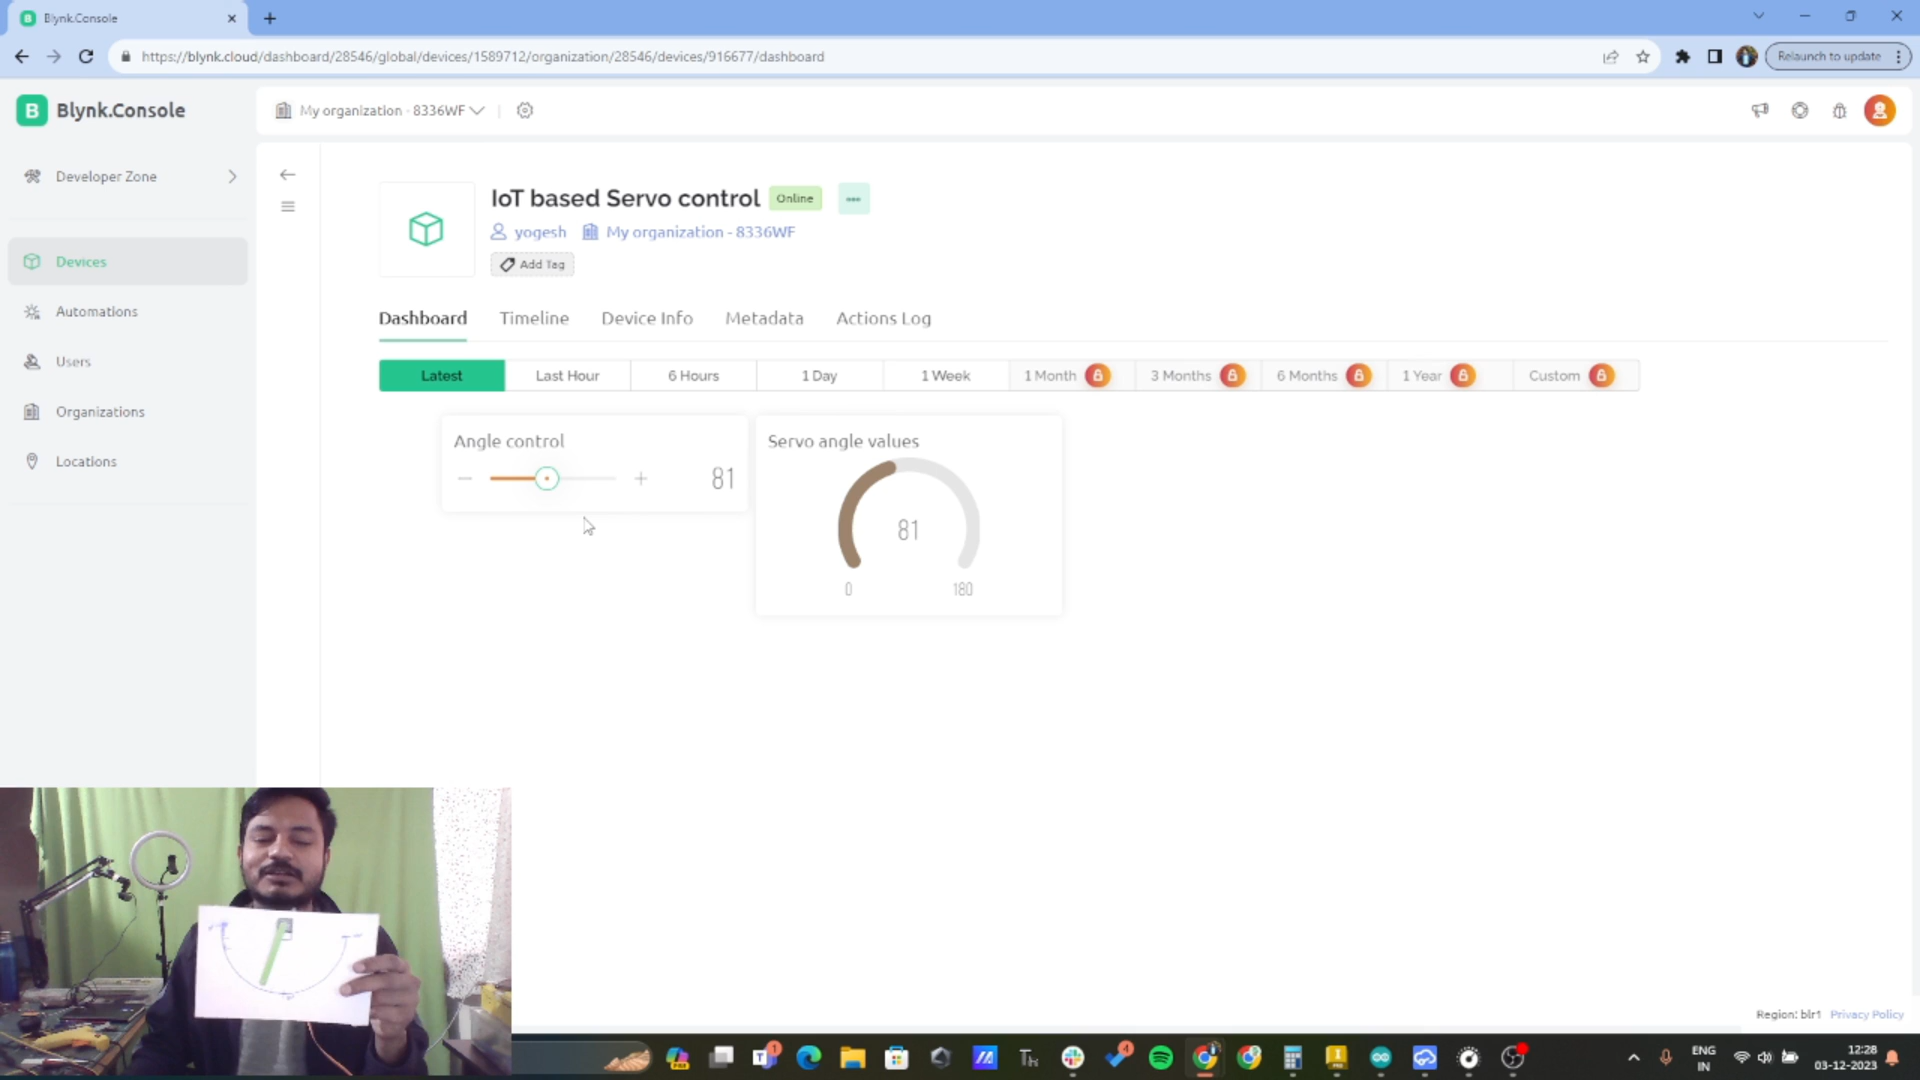 Blynk.Console
https://blynk.cloud/dashboard/28546/global/devices/1589712/organization/28546/devices/916677/dashboard
Relaunch to update
B Blynk.Console
My organization - 8336WF
Developer Zone
Devices
Automations
Users
Organizations
Locations
IoT based Servo control
Online
yogesh
My organization - 8336WF
Add Tag
Dashboard Timeline Device Info Metadata Actions Log
Latest Last Hour 6 Hours 1 Day 1 Week 1 Month 3 Months 6 Months 1 Year Custom
Angle control
81
Servo angle values
81
0 180
Region: blr1 Privacy Policy
1
4
ENG
IN
12:28
03-12-2023